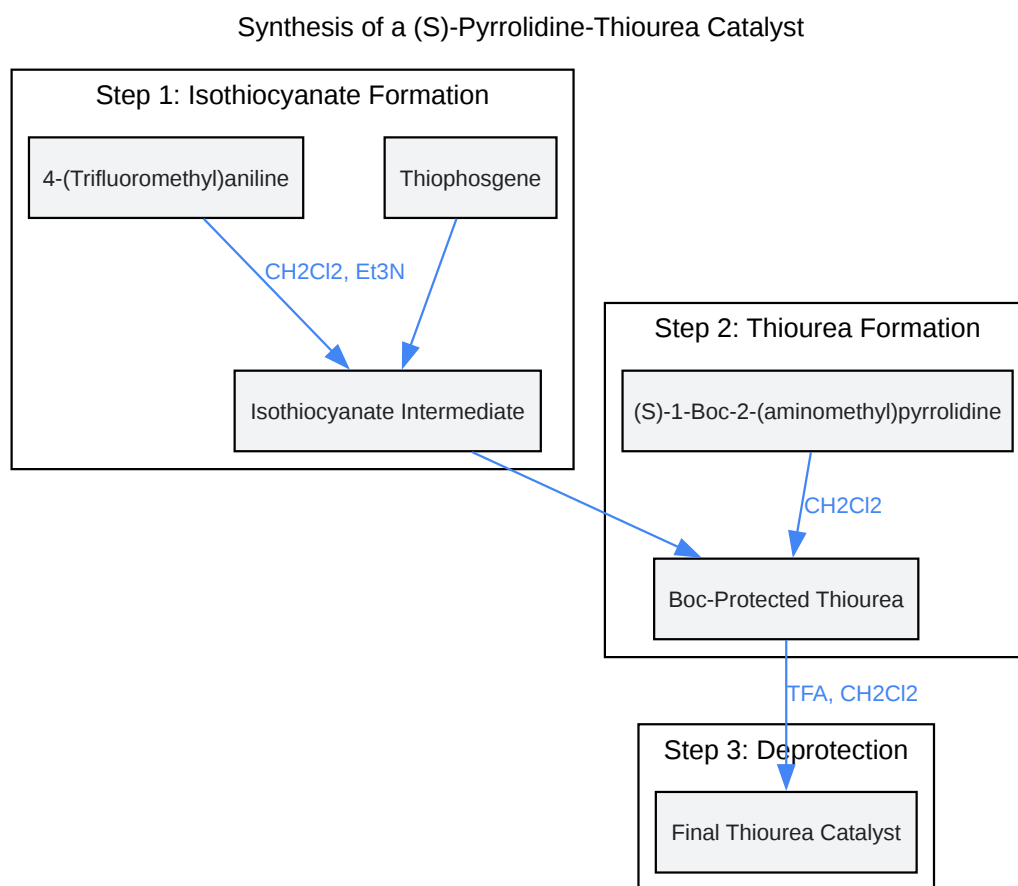 Synthesis of a (S)-Pyrrolidine-Thiourea Catalyst
Step 1: Isothiocyanate Formation
4-(Trifluoromethyl)aniline
Thiophosgene
CH2Cl2, Et3N
Isothiocyanate Intermediate
Step 2: Thiourea Formation
(S)-1-Boc-2-(aminomethyl)pyrrolidine
CH2Cl2
Boc-Protected Thiourea
TFA, CH2Cl2
Step 3: Deprotection
Final Thiourea Catalyst